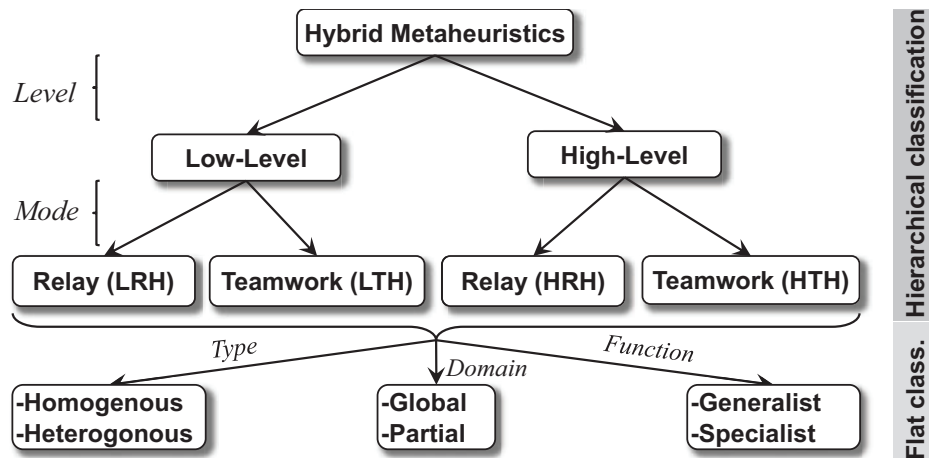 Hybrid Metaheuristics
Level
Low-Level
High-Level
Mode
Relay (LRH)
Teamwork (LTH)
Relay (HRH)
Teamwork (HTH)
Hierarchical classification
Type
Domain
Function
-Homogenous
-Heterogonous
-Global
-Partial
-Generalist
-Specialist
Flat class.